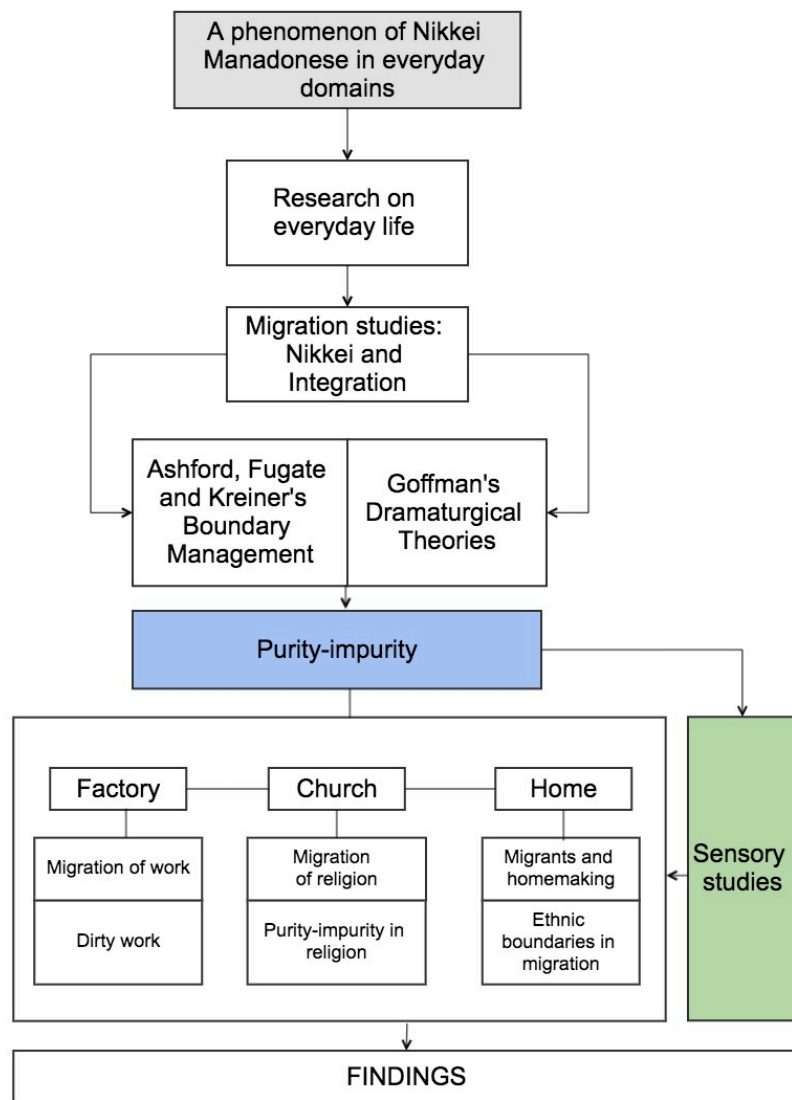 A phenomenon of Nikkei
Manadonese in everyday
domains
Research on
everyday life
Migration studies:
Nikkei and
Integration
Ashford, Fugate
and Kreiner's
Boundary
Management
Goffman's
Dramaturgical
Theories
Purity-impurity
Factory
Church
Home
Migration of work
Migration
of religion
Migrants and
homemaking
Dirty work
Purity-impurity in
religion
Ethnic
boundaries in
migration
Sensory
studies
FINDINGS